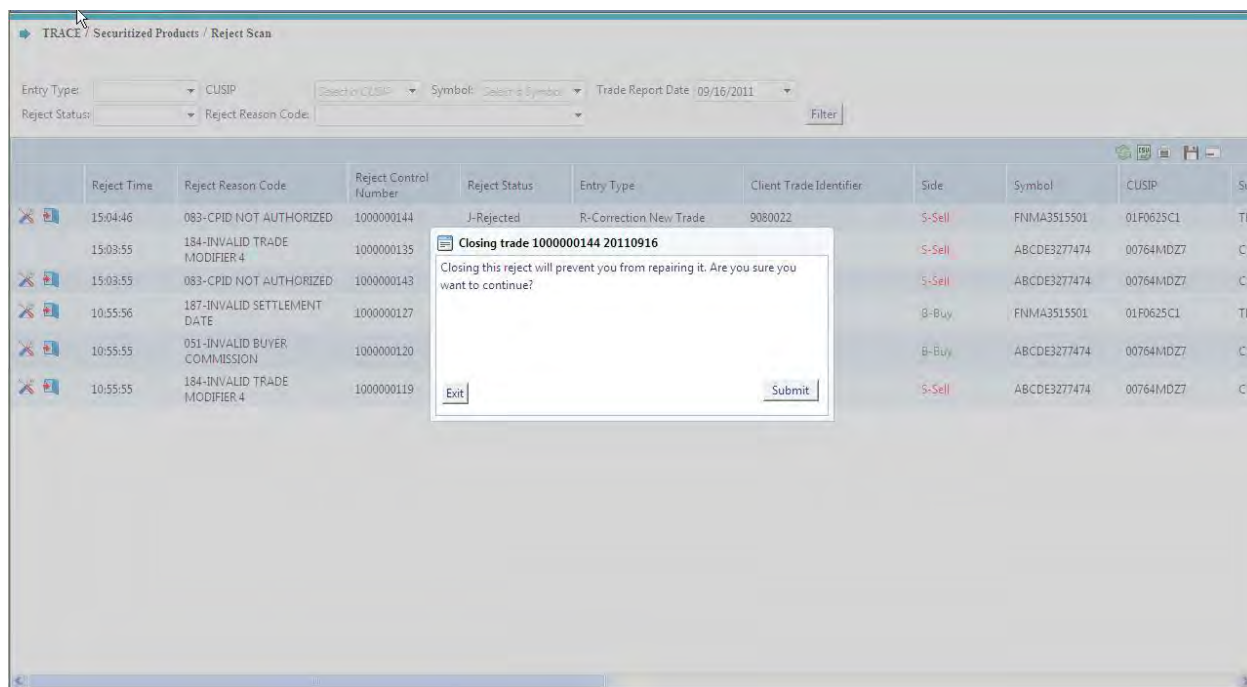 TRACE / Securitized Products / Reject Scan
Entry Type: CUSIP Select a CUSIP Symbol: Select a Symbol Trade Report Date 09/16/2011
Reject Status: Reject Reason Code: Filter
Reject Time Reject Reason Code Reject Control Number Reject Status Entry Type Client Trade Identifier Side Symbol CUSIP
15:04:46 083-CPID NOT AUTHORIZED 1000000144 J-Rejected R-Correction New Trade 9080022 S-Sell FNMA3515501 01F0625C1
15:03:55 184-INVALID TRADE MODIFIER 4 1000000135 S-Sell ABCDE3277474 00764MDZ7 C
15:03:55 083-CPID NOT AUTHORIZED 1000000143 S-Sell ABCDE3277474 00764MDZ7 C
10:55:56 187-INVALID SETTLEMENT DATE 1000000127 B-Buy FNMA3515501 01F0625C1
10:55:55 051-INVALID BUYER COMMISSION 1000000120 B-Buy ABCDE3277474 00764MDZ7 C
10:55:55 184-INVALID TRADE MODIFIER 4 1000000119 S-Sell ABCDE3277474 00764MDZ7 C
Closing trade 1000000144 20110916
Closing this reject will prevent you from repairing it. Are you sure you
want to continue?
Exit Submit